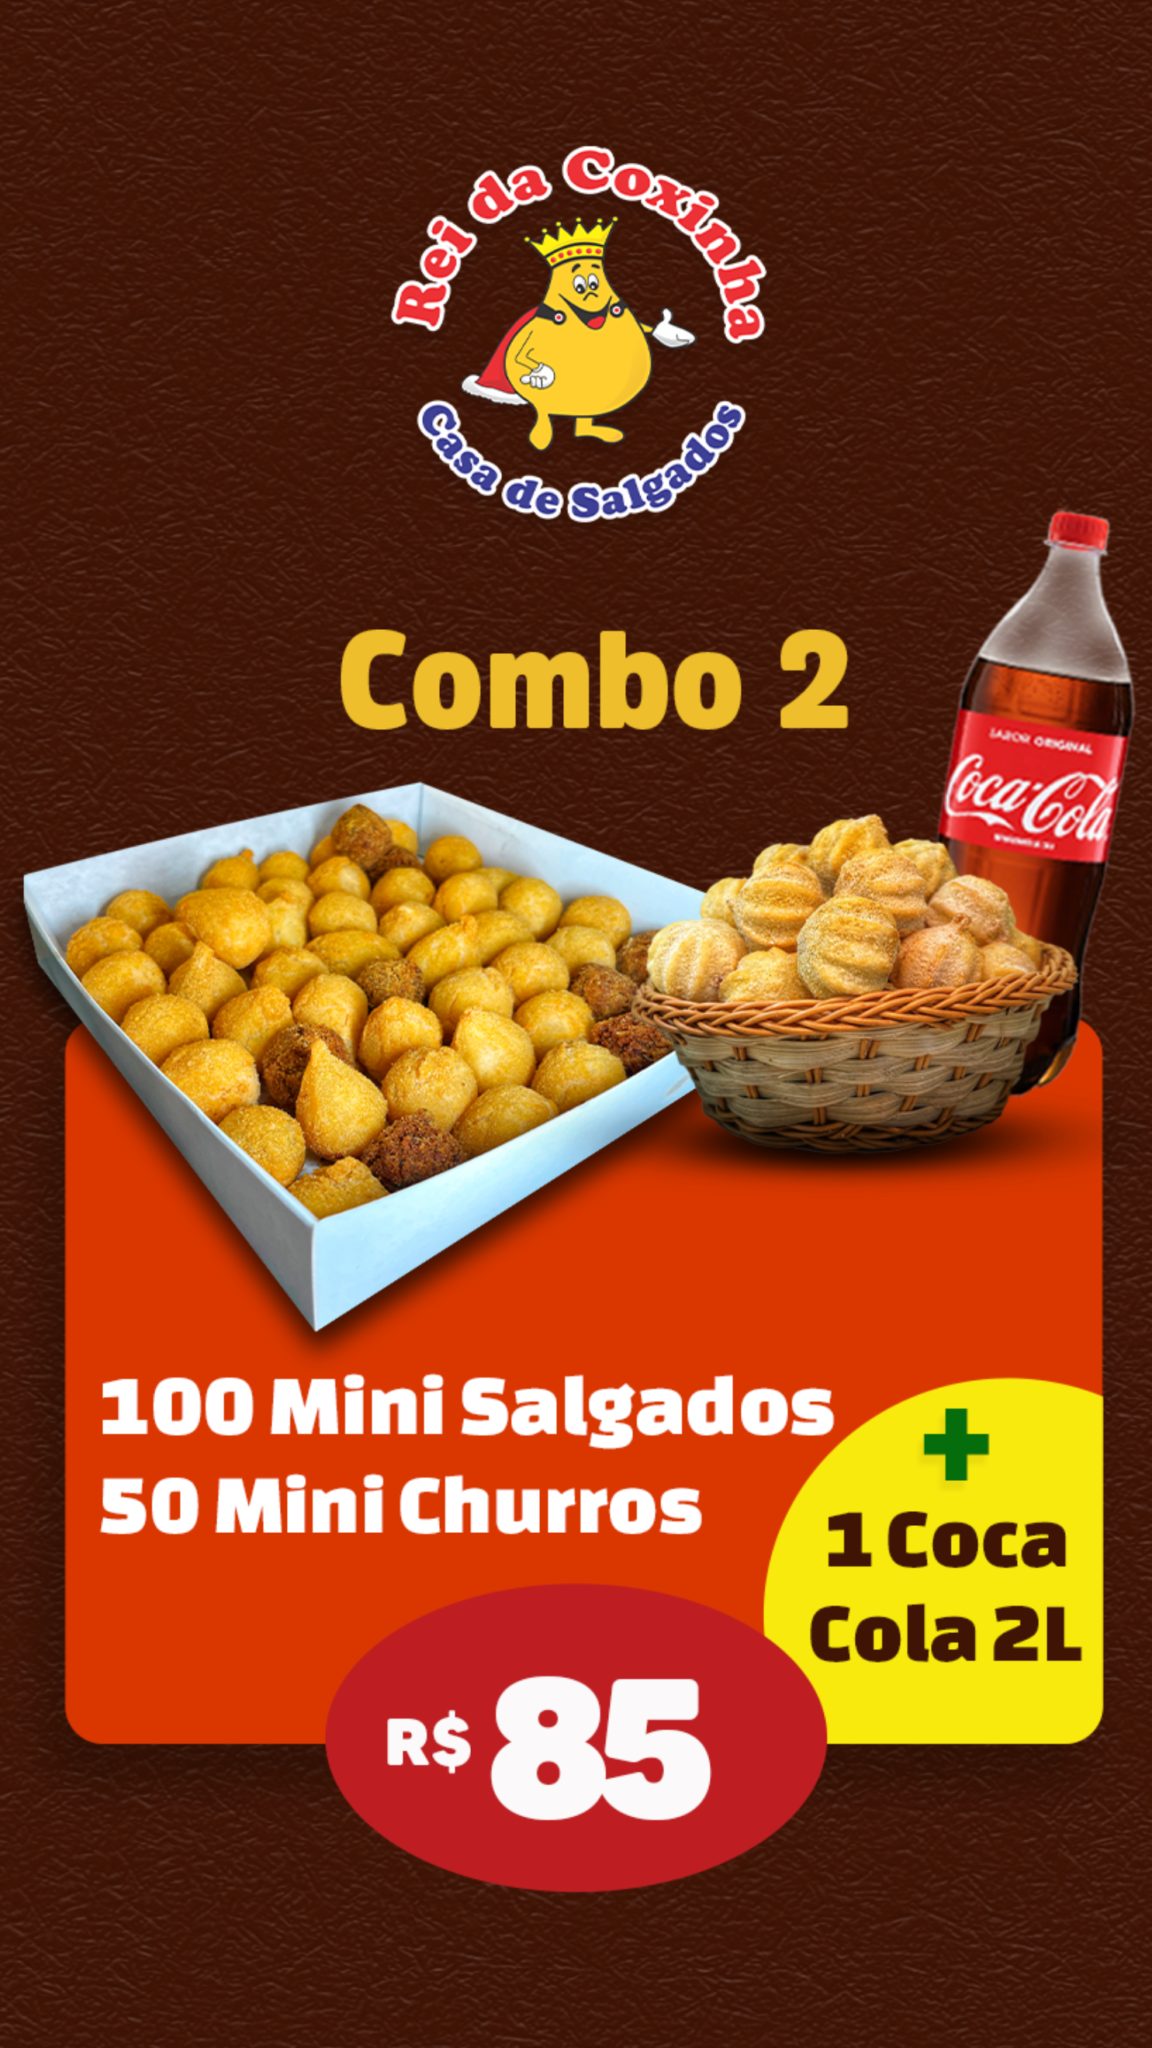 Rei da Coxinha
Casa de Salgados
Combo 2
SABOR ORIGINAL
Coca-Cola
100 Mini Salgados
50 Mini Churros
+
1 Coca
Cola 2L
R$ 85